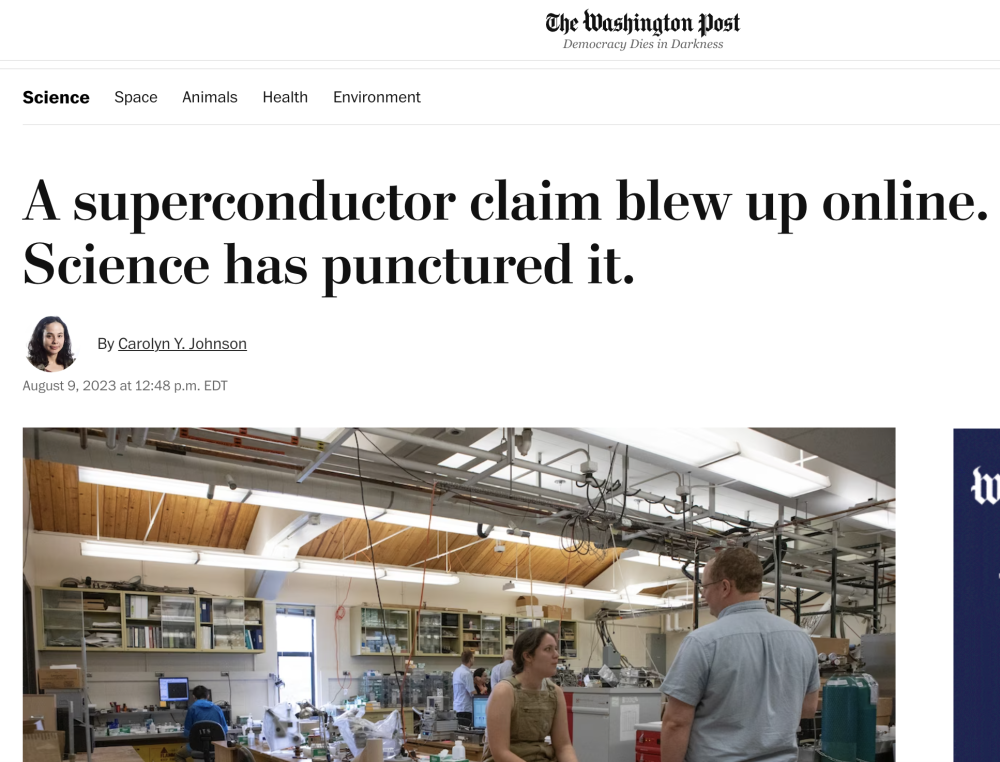 The Washington Post
Democracy Dies in Darkness
Science Space Animals Health Environment
A superconductor claim blew up online.
Science has punctured it.
By Carolyn Y. Johnson
August 9, 2023 at 12:48 p.m. EDT